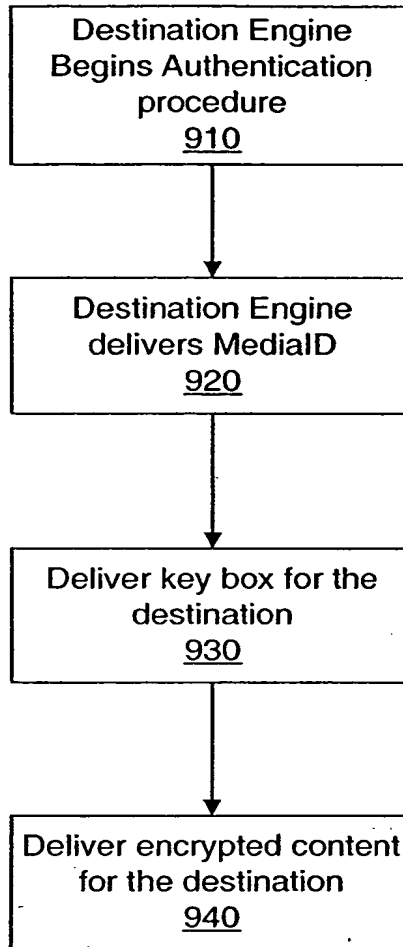 Destination Engine
Begins Authentication
procedure
910
Destination Engine
delivers MediaID
920
Deliver key box for the
destination
930
Deliver encrypted content
for the destination
940